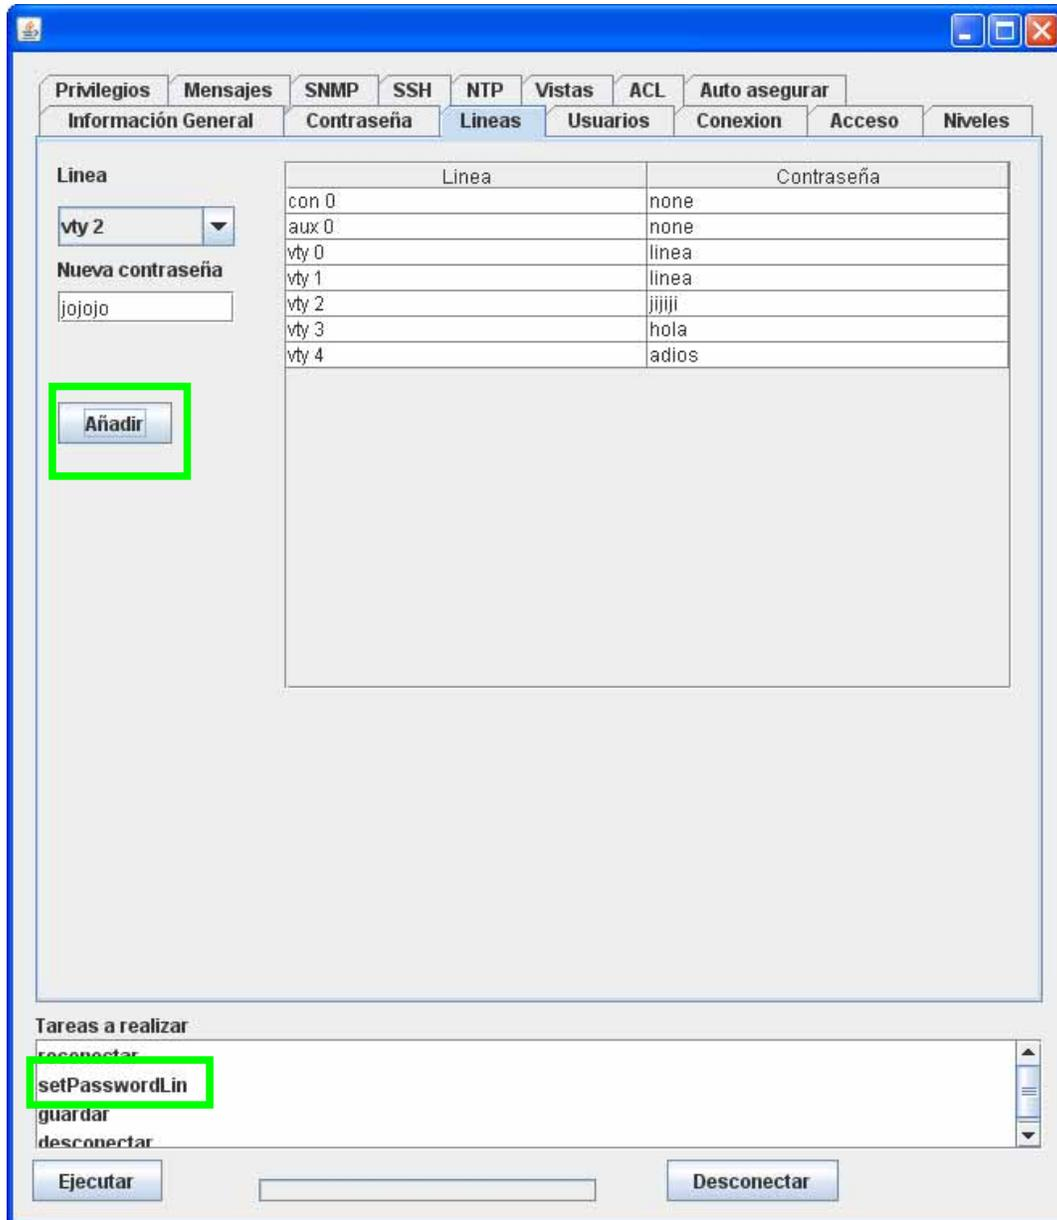 Privilegios Mensajes SNMP SSH NTP Vistas ACL Auto asegurar
Información General Contraseña Lineas Usuarios Conexion Acceso Niveles
Linea
vty 2
Nueva contraseña
jojojo
Añadir
Linea Contraseña
con 0 none
aux 0 none
vty 0 linea
vty 1 linea
vty 2 jijiji
vty 3 hola
vty 4 adios
Tareas a realizar
reconectar
setPasswordLin
guardar
desconectar
Ejecutar Desconectar